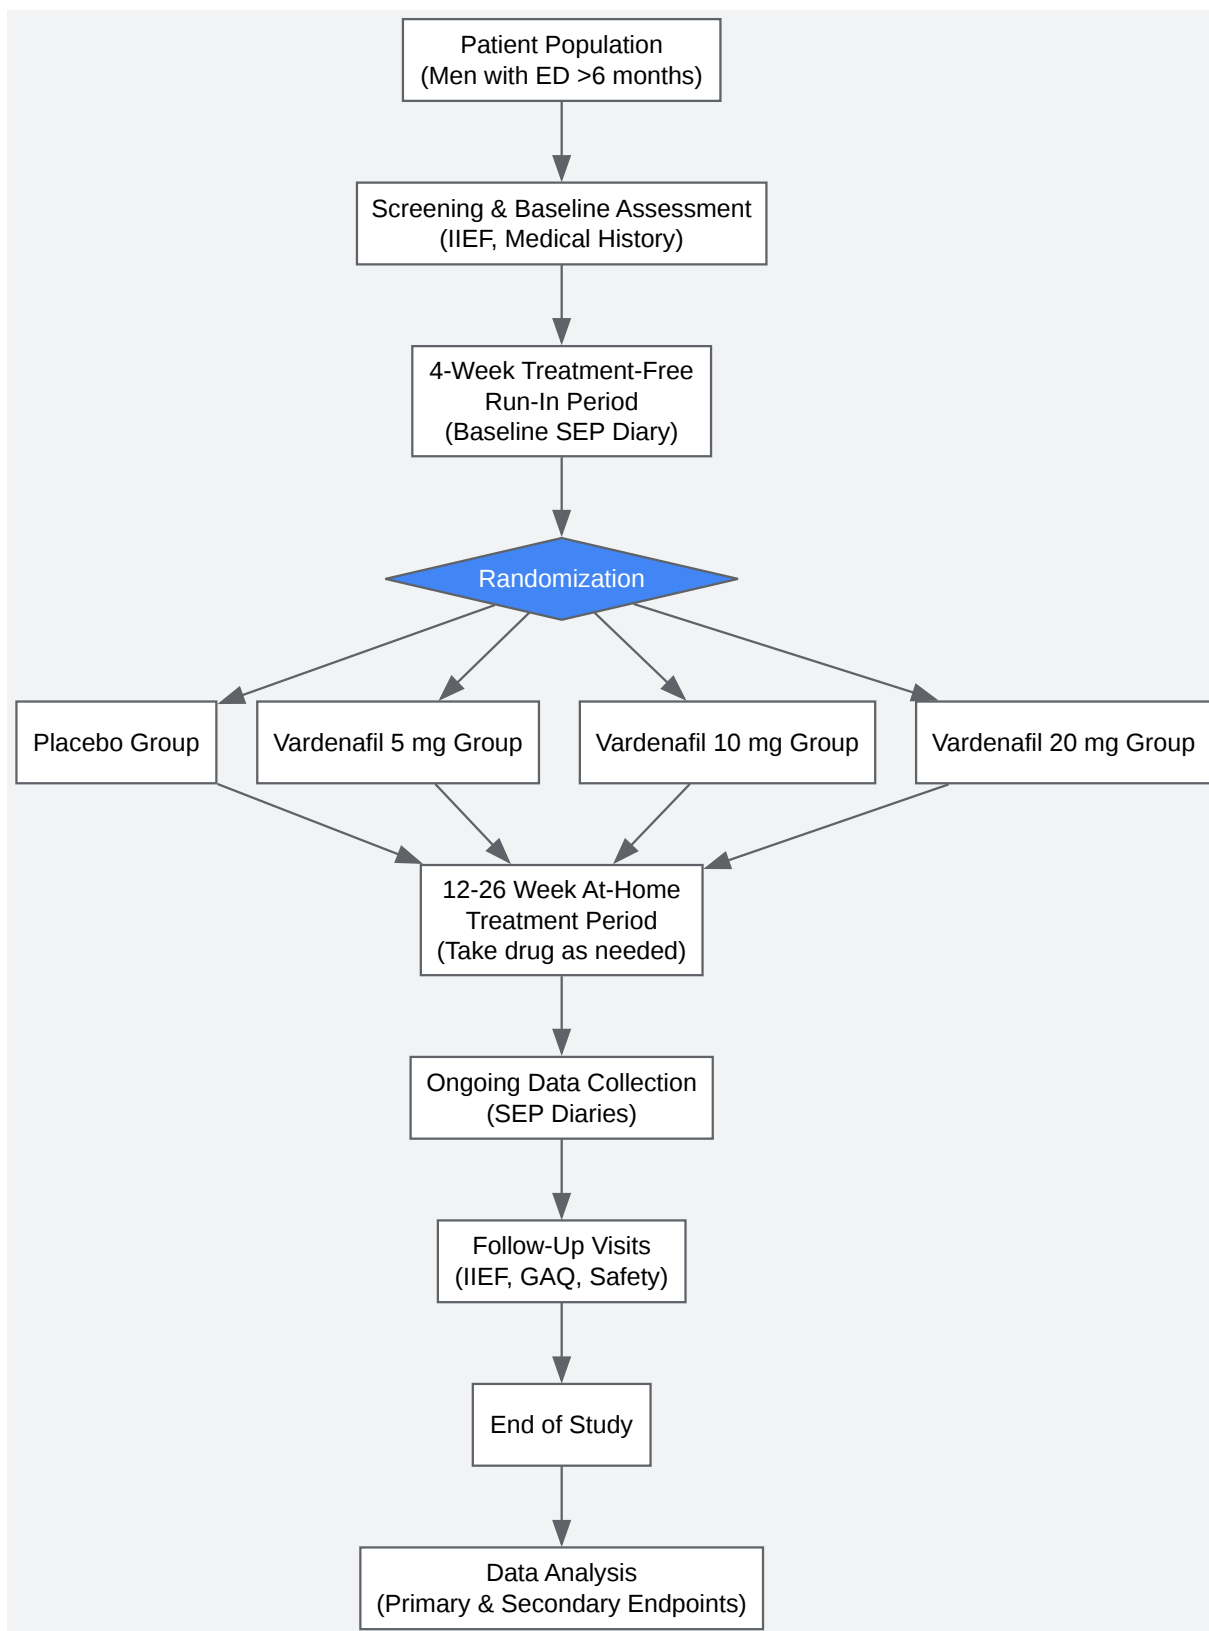 Patient Population
(Men with ED >6 months)
Screening & Baseline Assessment
(IIEF, Medical History)
4-Week Treatment-Free
Run-In Period
(Baseline SEP Diary)
Randomization
Placebo Group
Vardenafil 5 mg Group
Vardenafil 10 mg Group
Vardenafil 20 mg Group
12-26 Week At-Home
Treatment Period
(Take drug as needed)
Ongoing Data Collection
(SEP Diaries)
Follow-Up Visits
(IIEF, GAQ, Safety)
End of Study
Data Analysis
(Primary & Secondary Endpoints)